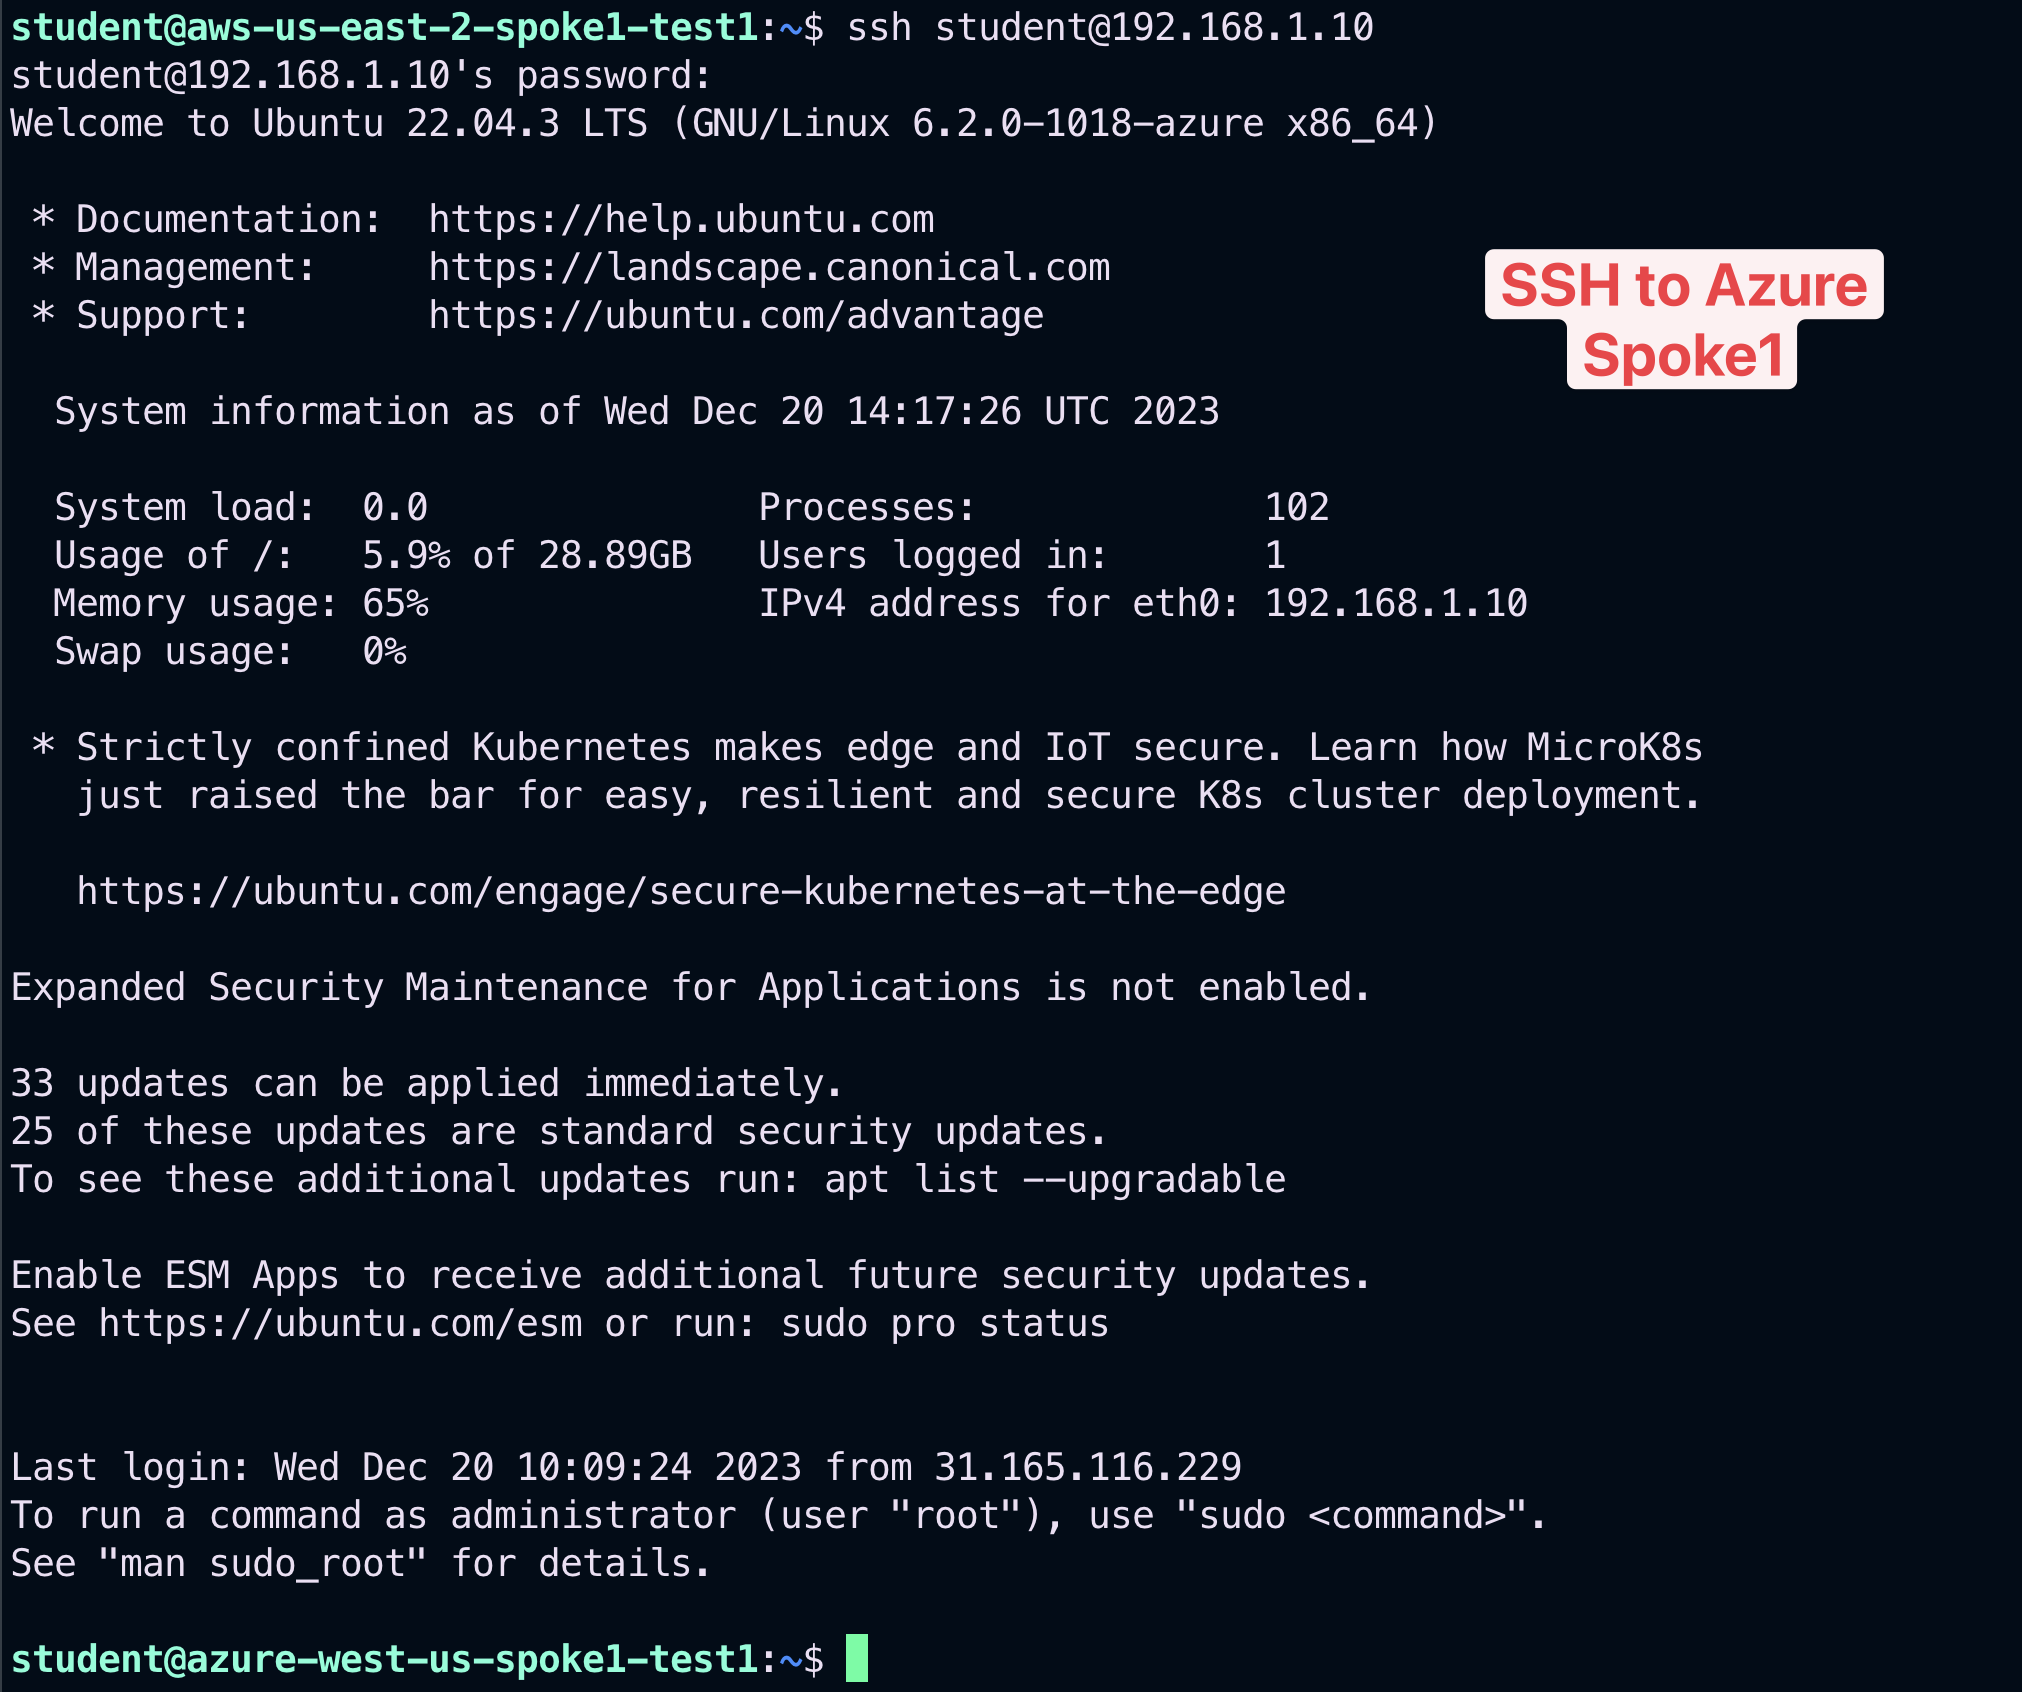 student@aws-us-east-2-spoke1-test1:~$ ssh student@192.168.1.10
student@192.168.1.10's password:
Welcome to Ubuntu 22.04.3 LTS (GNU/Linux 6.2.0-1018-azure x86_64)

 * Documentation:  https://help.ubuntu.com
 * Management:     https://landscape.canonical.com
 * Support:        https://ubuntu.com/advantage

SSH to Azure
Spoke1

  System information as of Wed Dec 20 14:17:26 UTC 2023

  System load:  0.0               Processes:             102
  Usage of /:   5.9% of 28.89GB   Users logged in:       1
  Memory usage: 65%               IPv4 address for eth0: 192.168.1.10
  Swap usage:   0%

 * Strictly confined Kubernetes makes edge and IoT secure. Learn how MicroK8s
   just raised the bar for easy, resilient and secure K8s cluster deployment.

   https://ubuntu.com/engage/secure-kubernetes-at-the-edge

Expanded Security Maintenance for Applications is not enabled.

33 updates can be applied immediately.
25 of these updates are standard security updates.
To see these additional updates run: apt list --upgradable

Enable ESM Apps to receive additional future security updates.
See https://ubuntu.com/esm or run: sudo pro status

Last login: Wed Dec 20 10:09:24 2023 from 31.165.116.229
To run a command as administrator (user "root"), use "sudo <command>".
See "man sudo_root" for details.

student@azure-west-us-spoke1-test1:~$